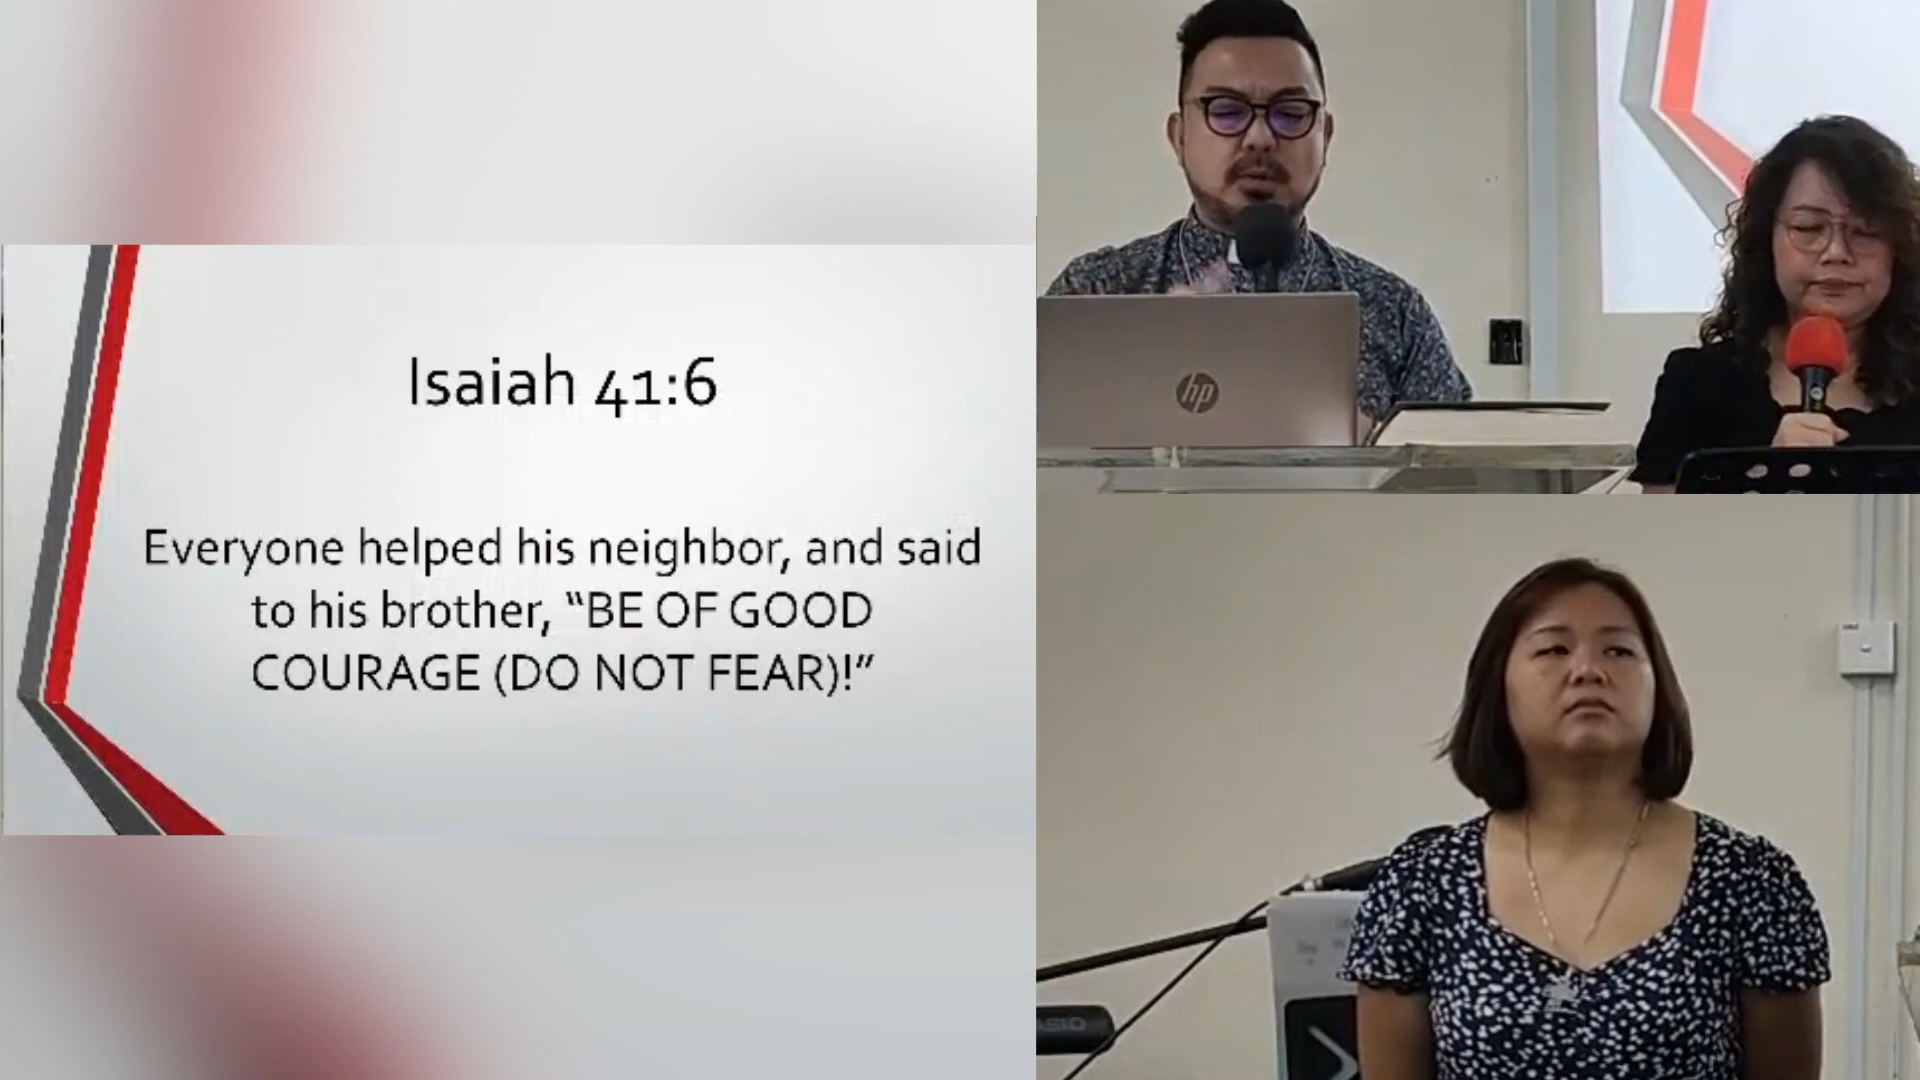 Isaiah 41:6
Everyone helped his neighbor, and said
to his brother, “BE OF GOOD
COURAGE (DO NOT FEAR)!”
hp
CASIO